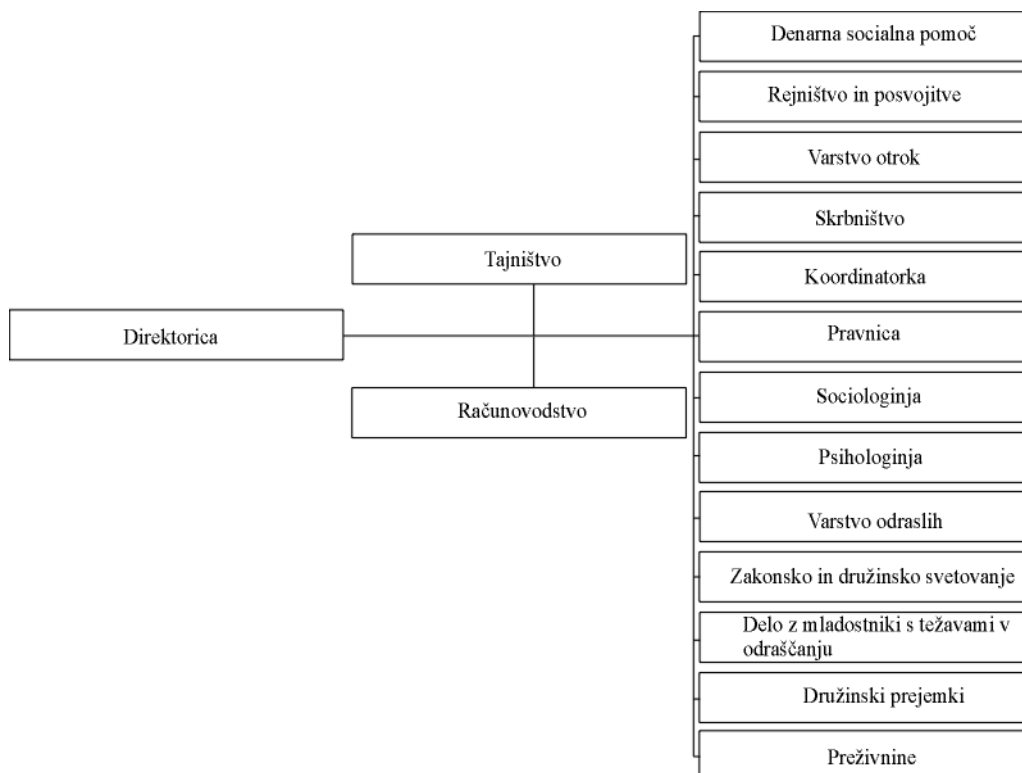 Direktorica
Tajništvo
Računovodstvo
Denarna socialna pomoč
Rejništvo in posvojitve
Varstvo otrok
Skrbništvo
Koordinatorka
Pravnica
Sociologinja
Psihologinja
Varstvo odraslih
Zakonsko in družinsko svetovanje
Delo z mladostniki s težavami v
odraščanju
Družinski prejemki
Preživnine